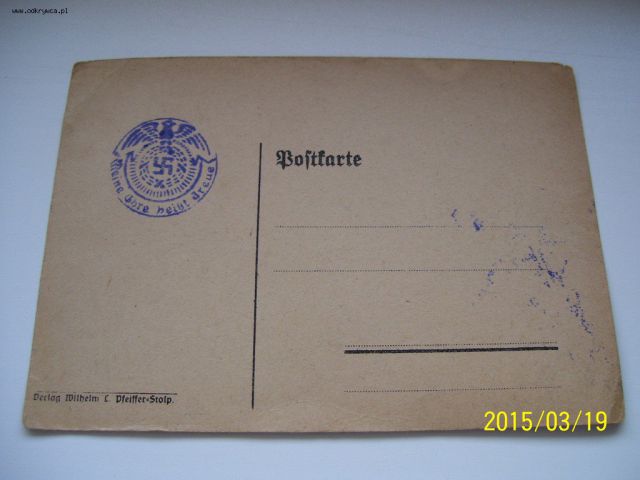 www.odkrywca.pl
Meine Ehre heißt Treue
Postkarte
Verlag Wilhelm L. Pfeiffer-Stolp.
2015/03/19